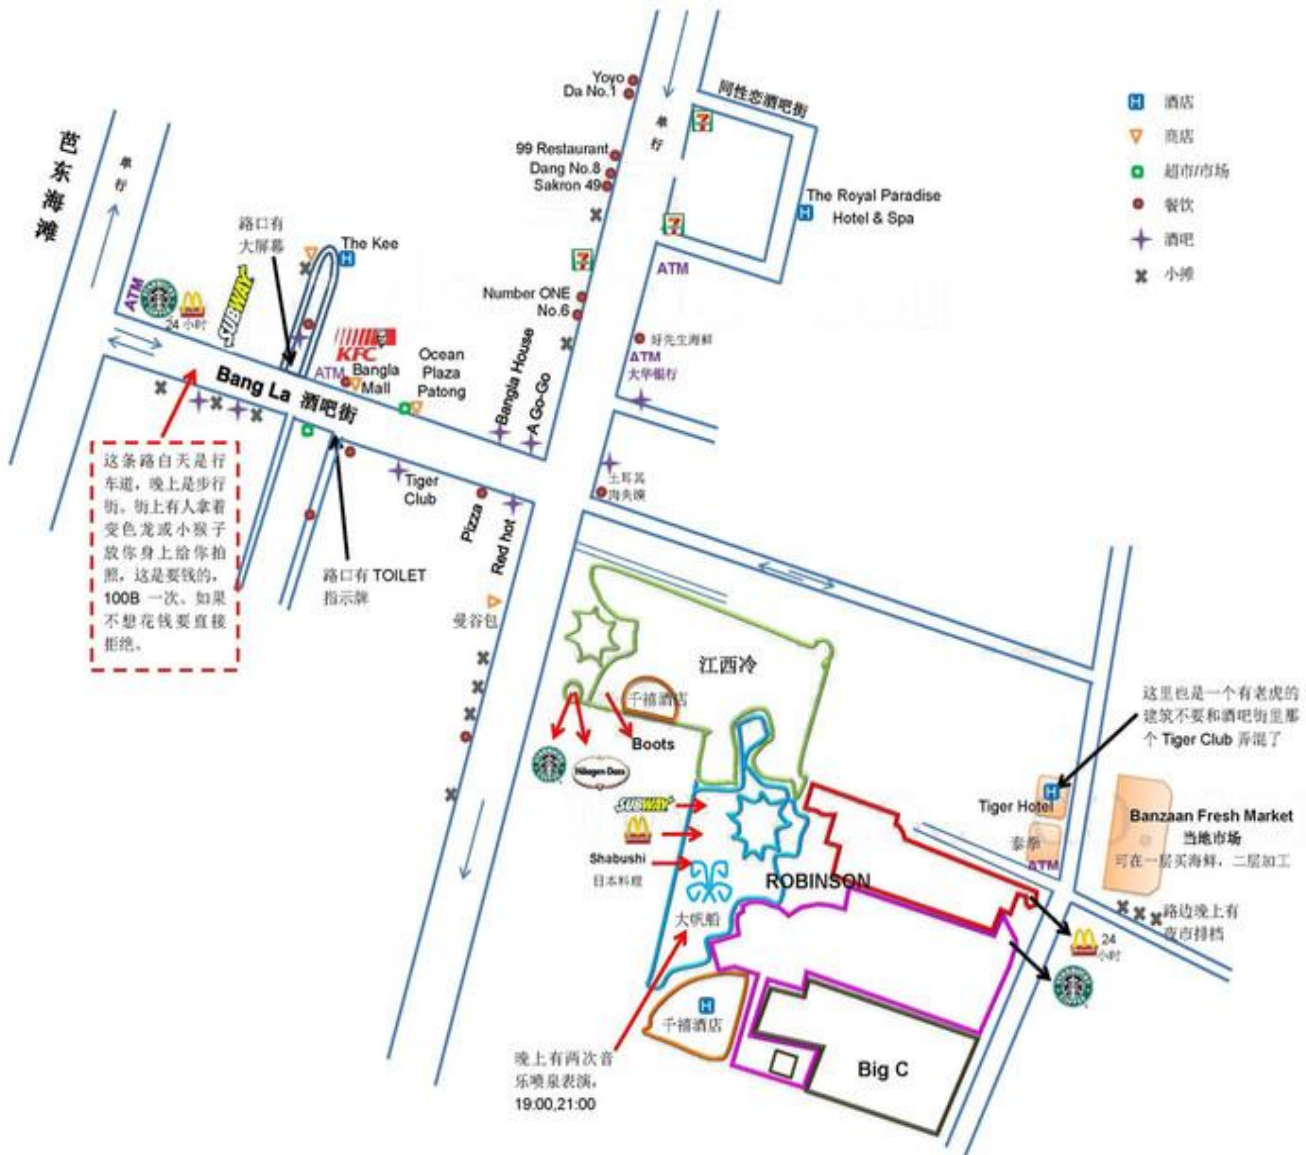 Yoyo
Da No.1
单行
同性恋酒吧街
酒店
商店
超市/市场
餐饮
酒吧
小摊
芭东海滩
单行
99 Restaurant
Dang No.8
Sakron 49
The Royal Paradise
Hotel & Spa
路口有
大屏幕
The Kee
ATM
ATM
24 小时
SUBWAY
Number ONE
No.6
KFC
ATM
Bangla
Mall
Ocean
Plaza
Patong
Bangla House
A Go-Go
好先生海鲜
ATM
大华银行
Bang La 酒吧街
Tiger
Club
Pizza
Red hot
土耳其
肉夹馍
这条路白天是行
车道，晚上是步行
街。街上有人拿着
变色龙或小猴子
放你身上给你拍
照，这是要钱的，
100B 一次。如果
不想花钱要直接
拒绝。
路口有 TOILET
指示牌
曼谷包
江西冷
千禧酒店
Boots
Häagen-Dazs
SUBWAY
Shabushi
日本料理
ROBINSON
大帆船
这里也是一个有老虎的
建筑不要和酒吧街里那
个 Tiger Club 弄混了
Tiger Hotel
泰拳
ATM
Banzaan Fresh Market
当地市场
可在一层买海鲜，二层加工
路边晚上有
夜市排档
24
小时
千禧酒店
Big C
晚上有两次音
乐喷泉表演，
19:00,21:00